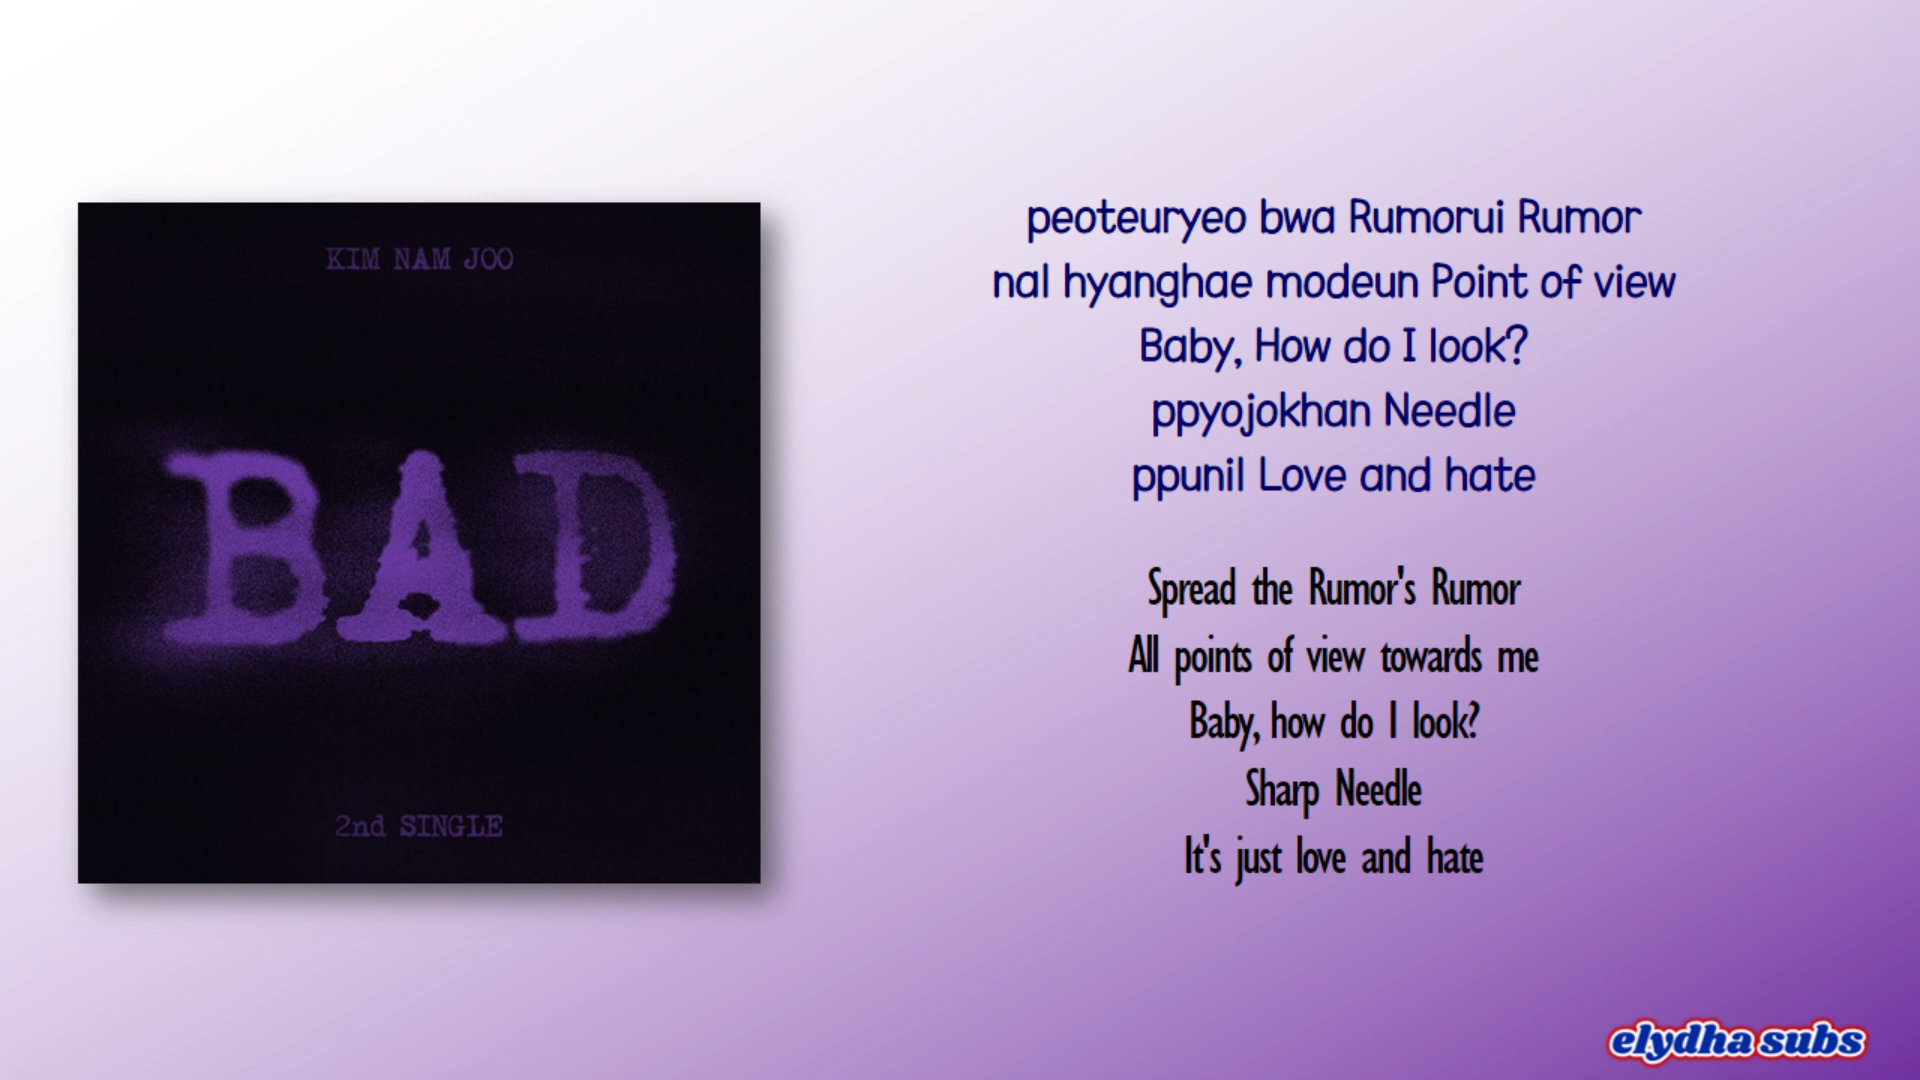 KIM NAM JOO
BAD
2nd SINGLE
peoteuryeo bwa Rumorui Rumor
nal hyanghae modeun Point of view
Baby, How do I look?
ppyojokhan Needle
ppunil Love and hate
Spread the Rumor's Rumor
All points of view towards me
Baby, how do I look?
Sharp Needle
It's just love and hate
elydha subs